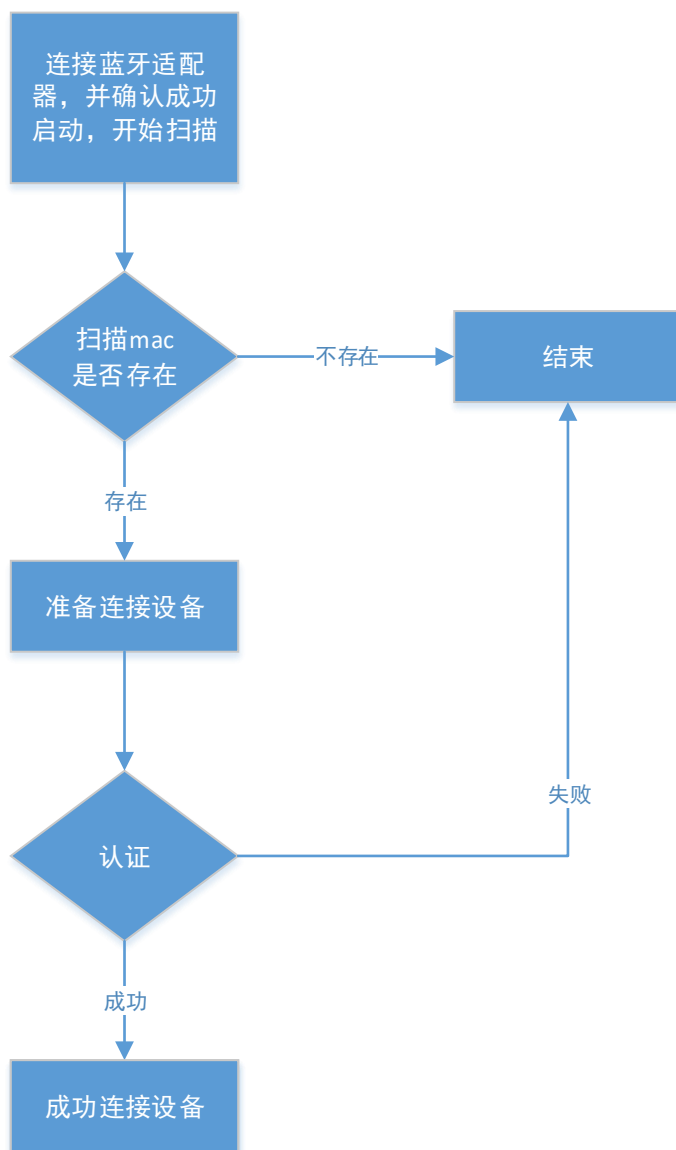 连接蓝牙适配
器，并确认成功
启动，开始扫描
扫描mac
是否存在
不存在
结束
存在
准备连接设备
失败
认证
成功
成功连接设备